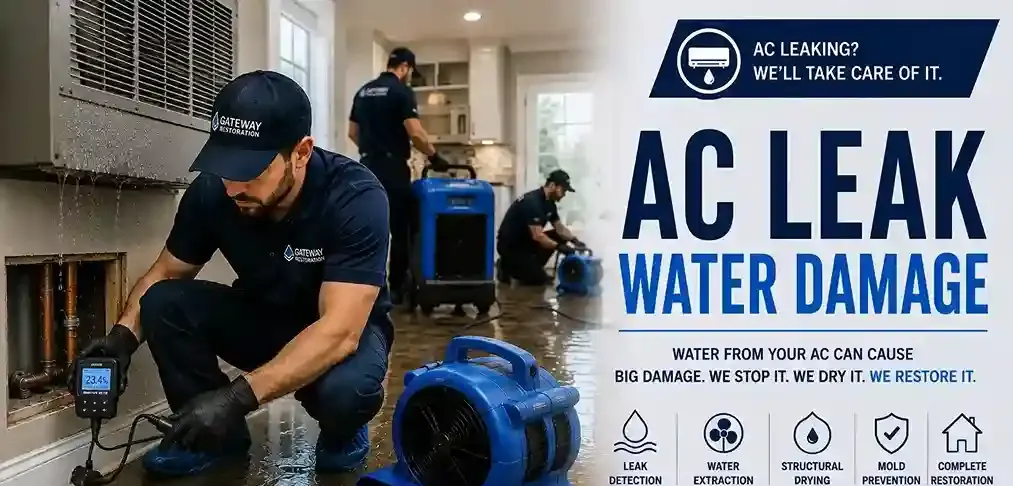 GATEWAY
RESTORATION
GATEWAY
GATEWAY
RESTORATION
23.4%
AC LEAKING?
WE'LL TAKE CARE OF IT.
AC LEAK
WATER DAMAGE
WATER FROM YOUR AC CAN CAUSE
BIG DAMAGE. WE STOP IT. WE DRY IT. WE RESTORE IT.
LEAK
DETECTION
WATER
EXTRACTION
STRUCTURAL
DRYING
MOLD
PREVENTION
COMPLETE
RESTORATION